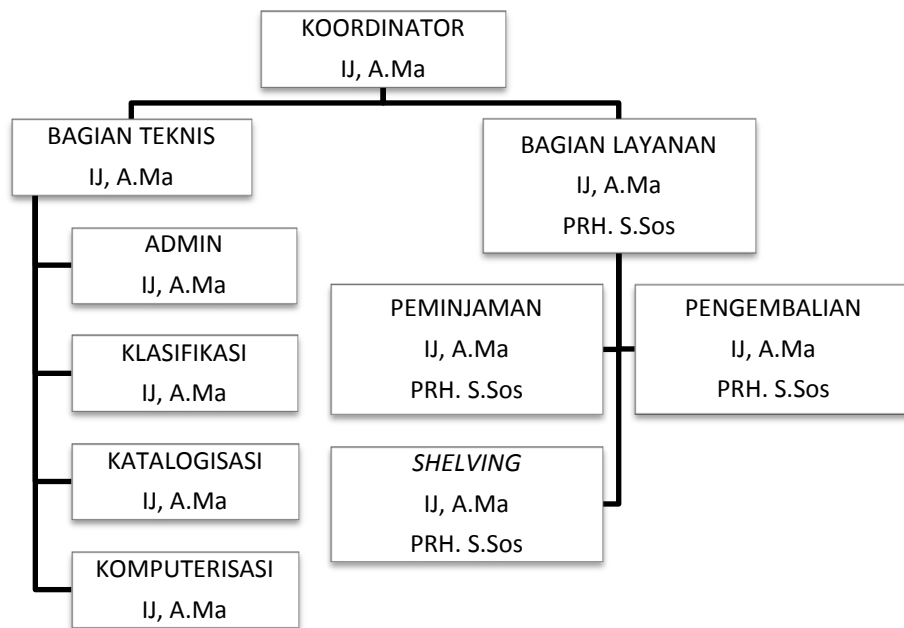 KOORDINATOR
IJ, A.Ma
BAGIAN TEKNIS
IJ, A.Ma
BAGIAN LAYANAN
IJ, A.Ma
PRH. S.Sos
ADMIN
IJ, A.Ma
KLASIFIKASI
IJ, A.Ma
KATALOGISASI
IJ, A.Ma
KOMPUTERISASI
IJ, A.Ma
PEMINJAMAN
IJ, A.Ma
PRH. S.Sos
PENGEMBALIAN
IJ, A.Ma
PRH. S.Sos
SHELVING
IJ, A.Ma
PRH. S.Sos